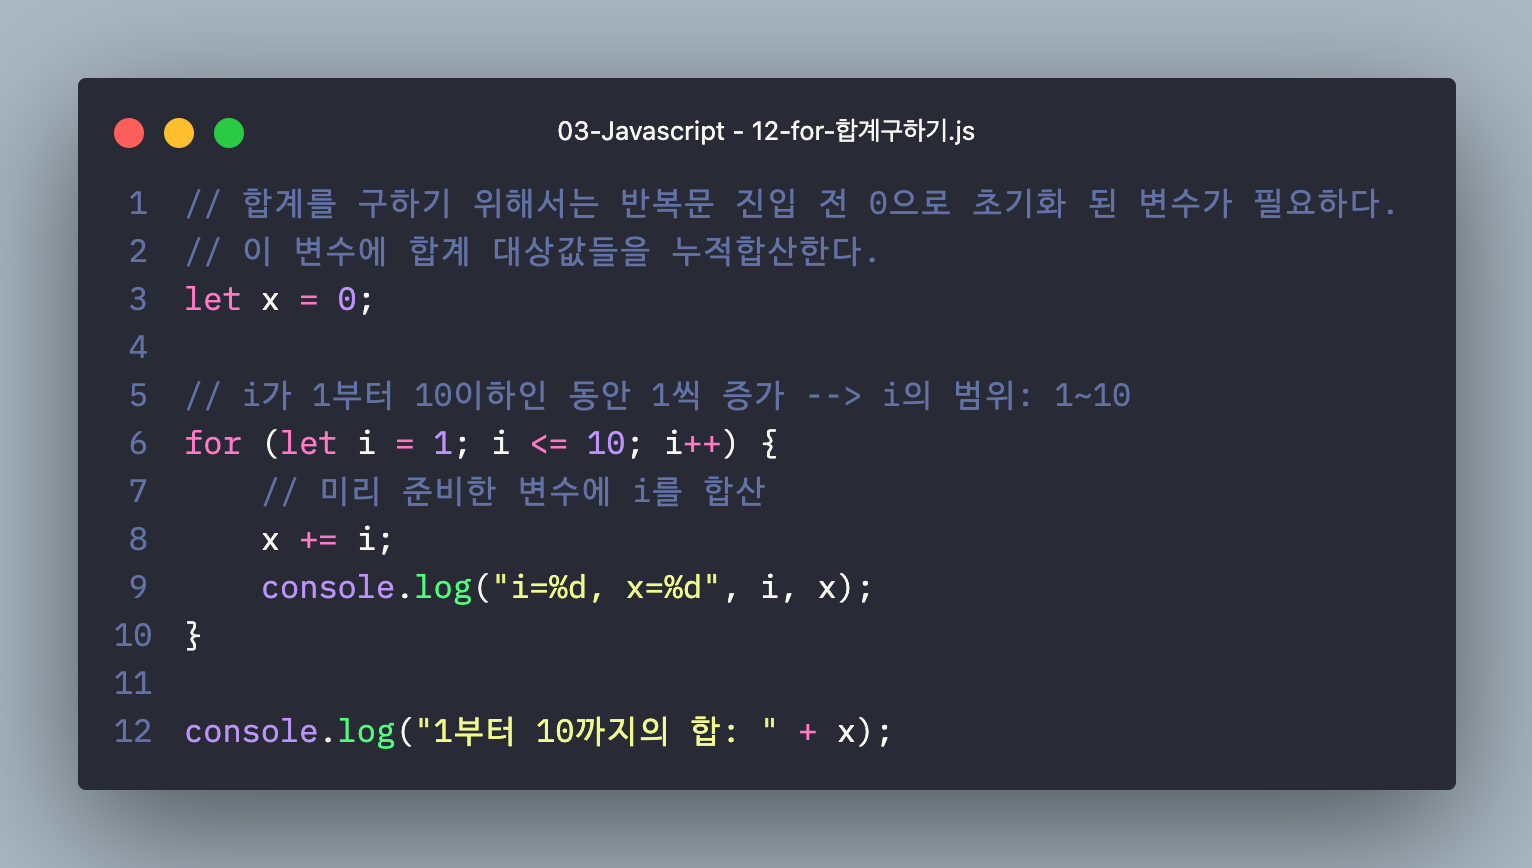 03-Javascript - 12-for-합계구하기.js
1 // 합계를 구하기 위해서는 반복문 진입 전 0으로 초기화 된 변수가 필요하다.
2 // 이 변수에 합계 대상값들을 누적합산한다.
3 let x = 0;
4
5 // i가 1부터 10이하인 동안 1씩 증가 --> i의 범위: 1~10
6 for (let i = 1; i <= 10; i++) {
7     // 미리 준비한 변수에 i를 합산
8     x += i;
9     console.log("i=%d, x=%d", i, x);
10 }
11
12 console.log("1부터 10까지의 합: " + x);